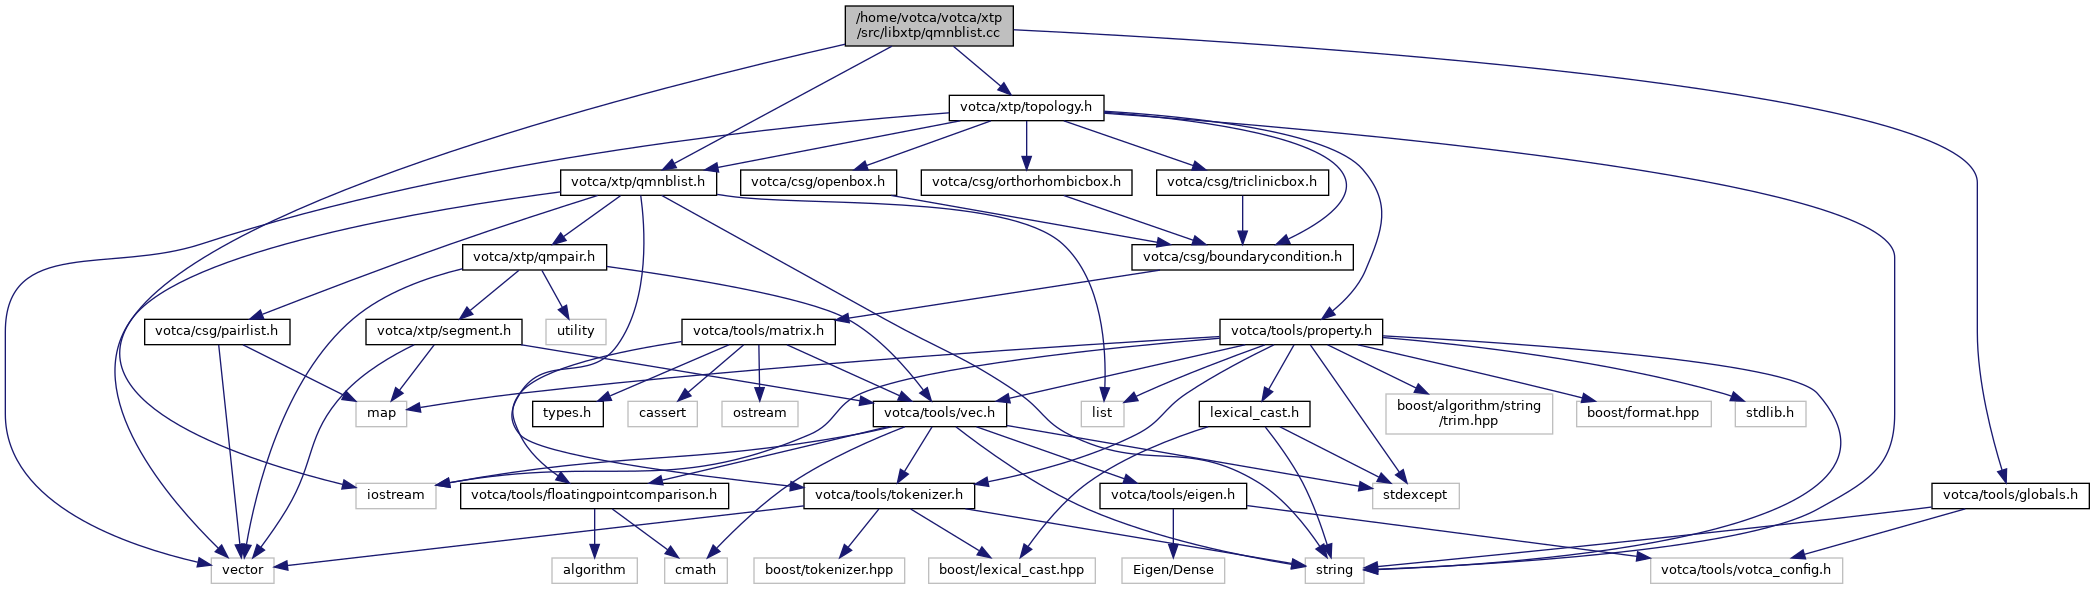 /home/votca/votca/xtp
/src/libxtp/qmnblist.cc
votca/xtp/topology.h
votca/xtp/qmnblist.h
votca/csg/openbox.h
votca/csg/orthorhombicbox.h
votca/csg/triclinicbox.h
votca/xtp/qmpair.h
votca/csg/boundarycondition.h
votca/csg/pairlist.h
votca/xtp/segment.h
utility
votca/tools/matrix.h
votca/tools/property.h
map
types.h
cassert
ostream
votca/tools/vec.h
list
lexical_cast.h
boost/algorithm/string
/trim.hpp
boost/format.hpp
stdlib.h
iostream
votca/tools/floatingpointcomparison.h
votca/tools/tokenizer.h
votca/tools/eigen.h
stdexcept
votca/tools/globals.h
vector
algorithm
cmath
boost/tokenizer.hpp
boost/lexical_cast.hpp
Eigen/Dense
string
votca/tools/votca_config.h